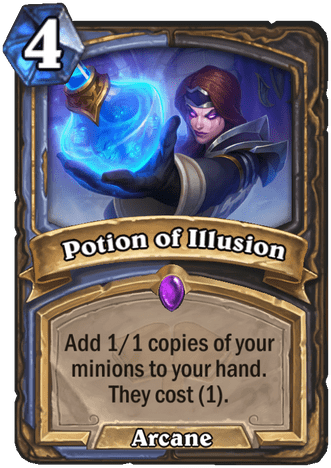 4
Potion of Illusion
Add 1/1 copies of your
minions to your hand.
They cost (1).
Arcane